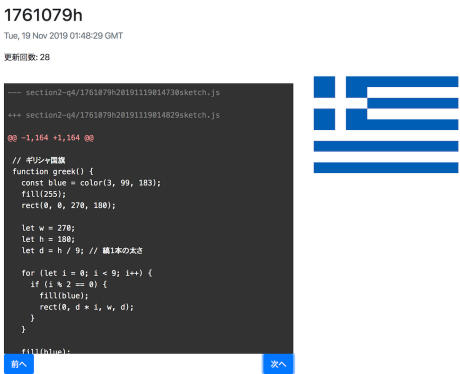 1761079h
Tue, 19 Nov 2019 01:48:29 GMT
更新回数: 28
--- section2-q4/1761079h20191119014730sketch.js
+++ section2-q4/1761079h20191119014829sketch.js
@@ -1,164 +1,164 @@
// ギリシャ国旗
function greek() {
const blue = color(3, 99, 183);
fill(255);
rect(0, 0, 270, 180);
let w = 270;
let h = 180;
let d = h / 9; // 縞1本の太さ
for (let i = 0; i < 9; i++) {
if (i % 2 == 0) {
fill(blue);
rect(0, d * i, w, d);
}
}
fill(blue);
前へ
次へ